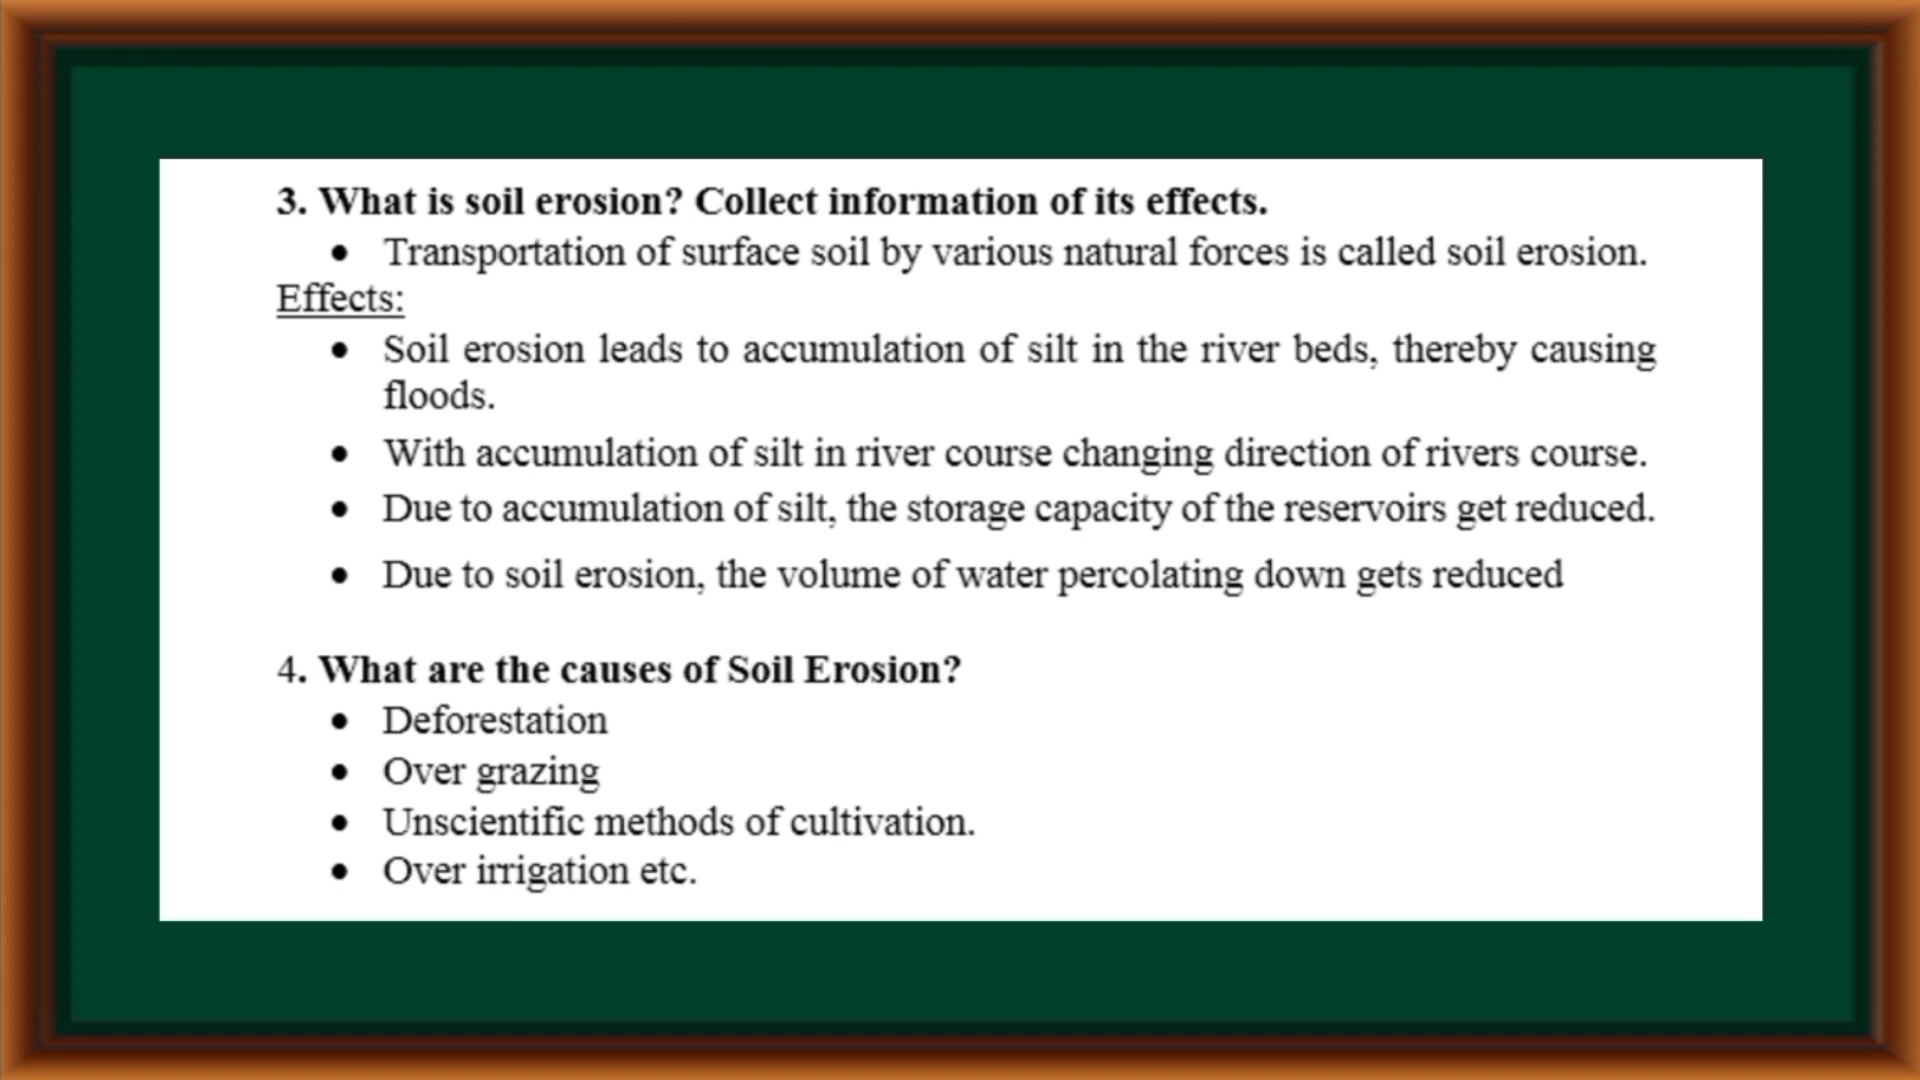 3. What is soil erosion? Collect information of its effects.
● Transportation of surface soil by various natural forces is called soil erosion.
Effects:
● Soil erosion leads to accumulation of silt in the river beds, thereby causing
floods.
● With accumulation of silt in river course changing direction of rivers course.
● Due to accumulation of silt, the storage capacity of the reservoirs get reduced.
● Due to soil erosion, the volume of water percolating down gets reduced
4. What are the causes of Soil Erosion?
● Deforestation
● Over grazing
● Unscientific methods of cultivation.
● Over irrigation etc.